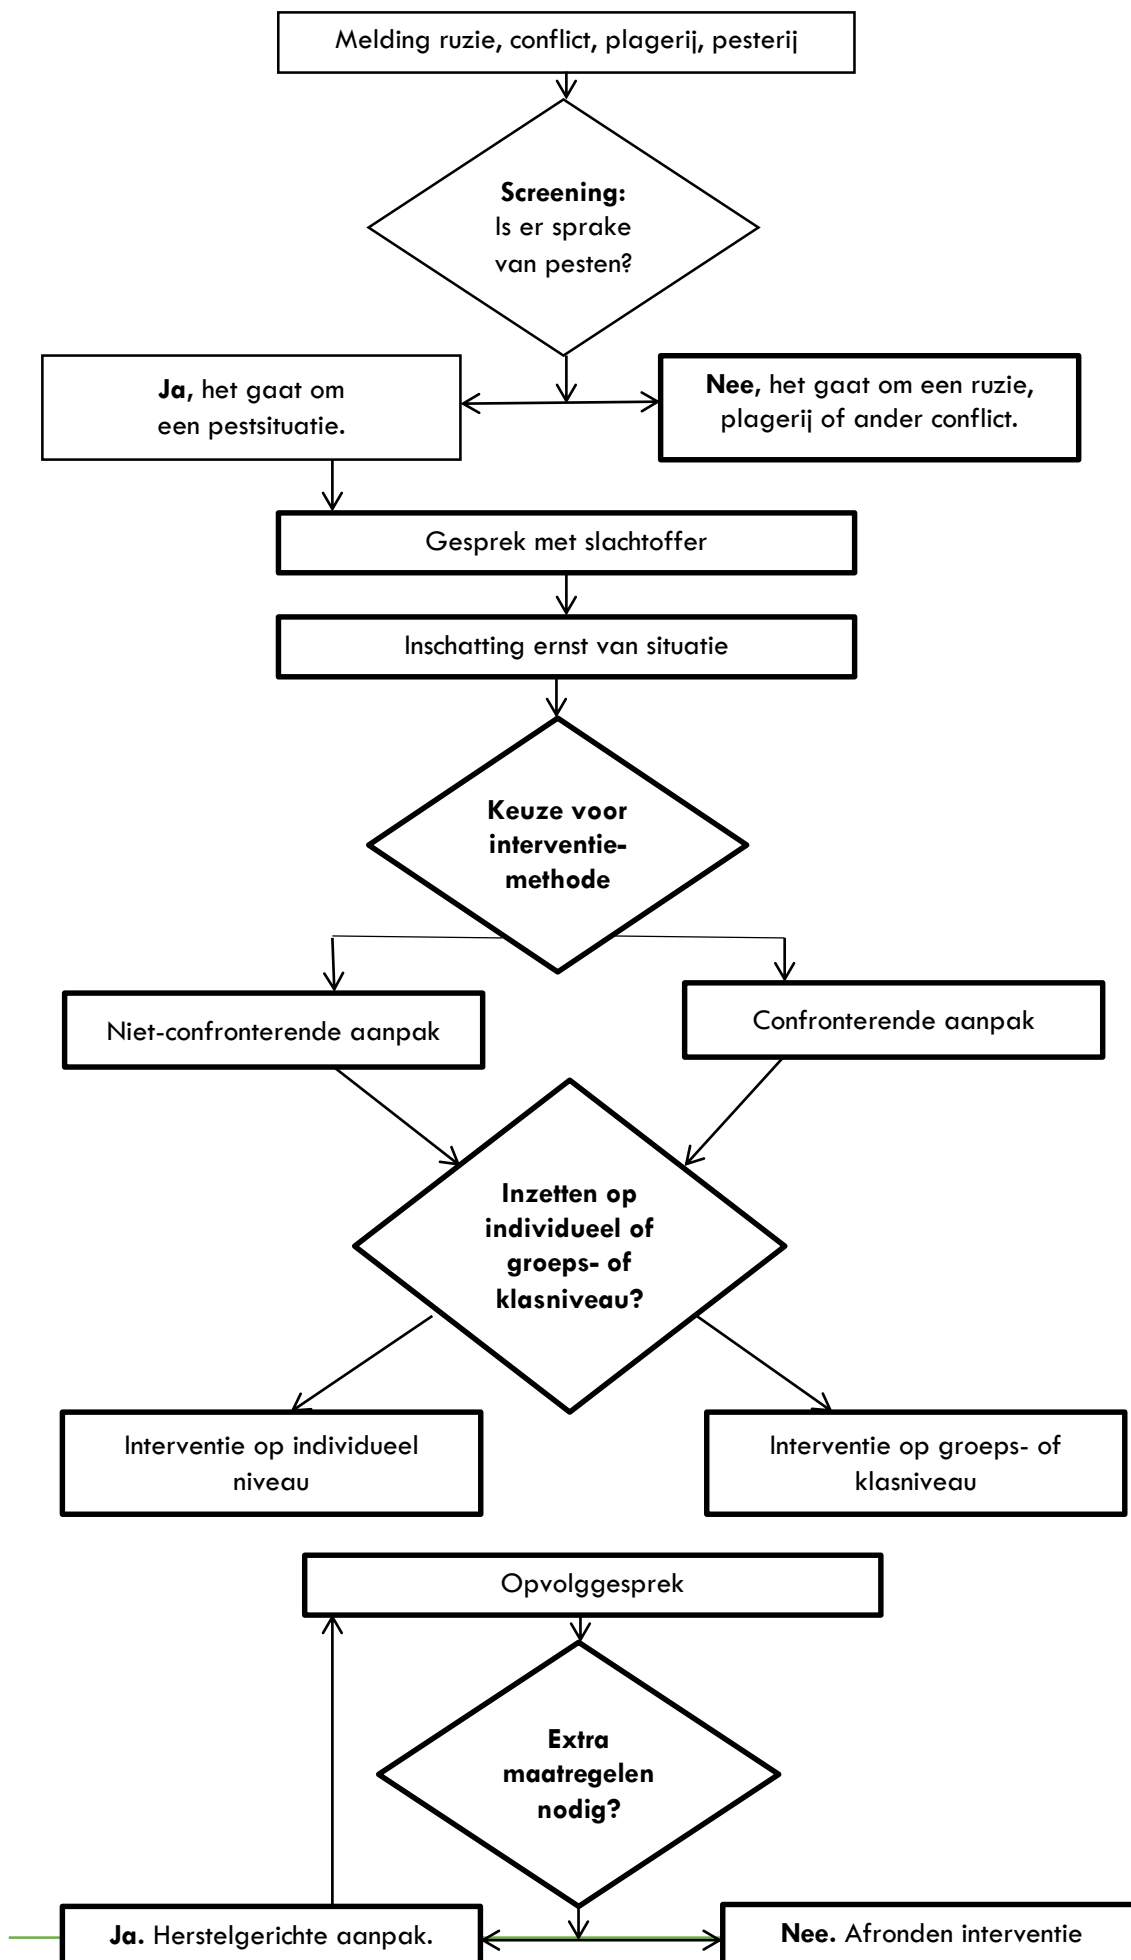 Melding ruzie, conflict, plagerij, pesterij
Screening:
Is er sprake
van pesten?
Ja, het gaat om
een pestsituatie.
Nee, het gaat om een ruzie,
plagerij of ander conflict.
Gesprek met slachtoffer
Inschatting ernst van situatie
Keuze voor
interventie-
methode
Niet-confronterende aanpak
Confronterende aanpak
Inzetten op
individueel of
groeps- of
klasniveau?
Interventie op individueel
niveau
Interventie op groeps- of
klasniveau
Opvolggesprek
Extra
maatregelen
nodig?
Ja. Herstelgerichte aanpak.
Nee. Afronden interventie